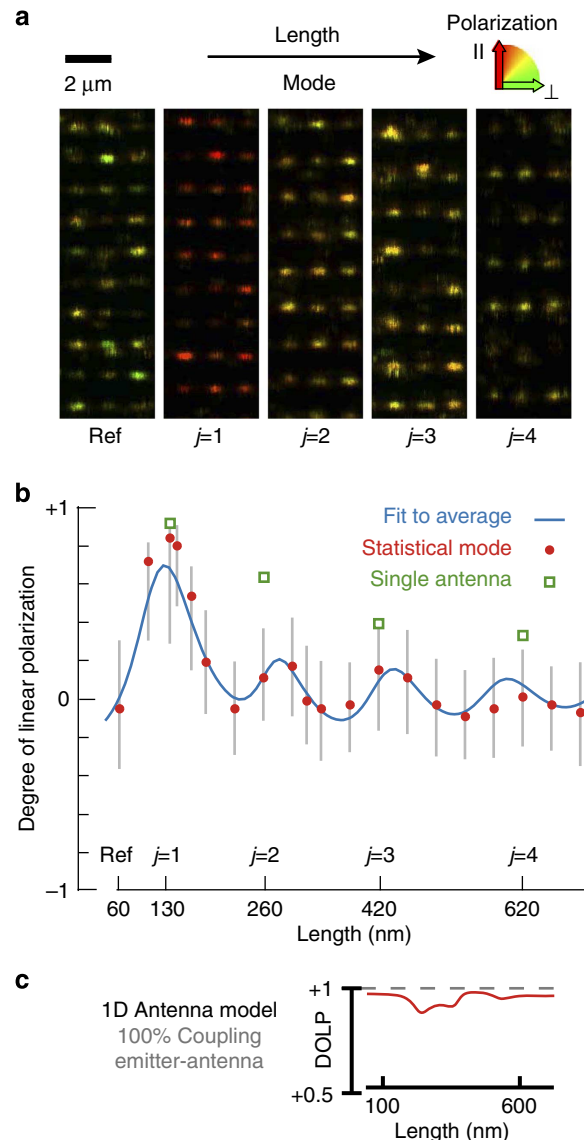 a
Length
Mode
2 μm
Polarization
||
⊥
Ref
j=1
j=2
j=3
j=4
b
+1
0
−1
Degree of linear polarization
Fit to average
Statistical mode
Single antenna
Ref
j=1
j=2
j=3
j=4
60
130
260
420
620
Length (nm)
c
1D Antenna model
100% Coupling
emitter-antenna
+1
DOLP
+0.5
100
600
Length (nm)